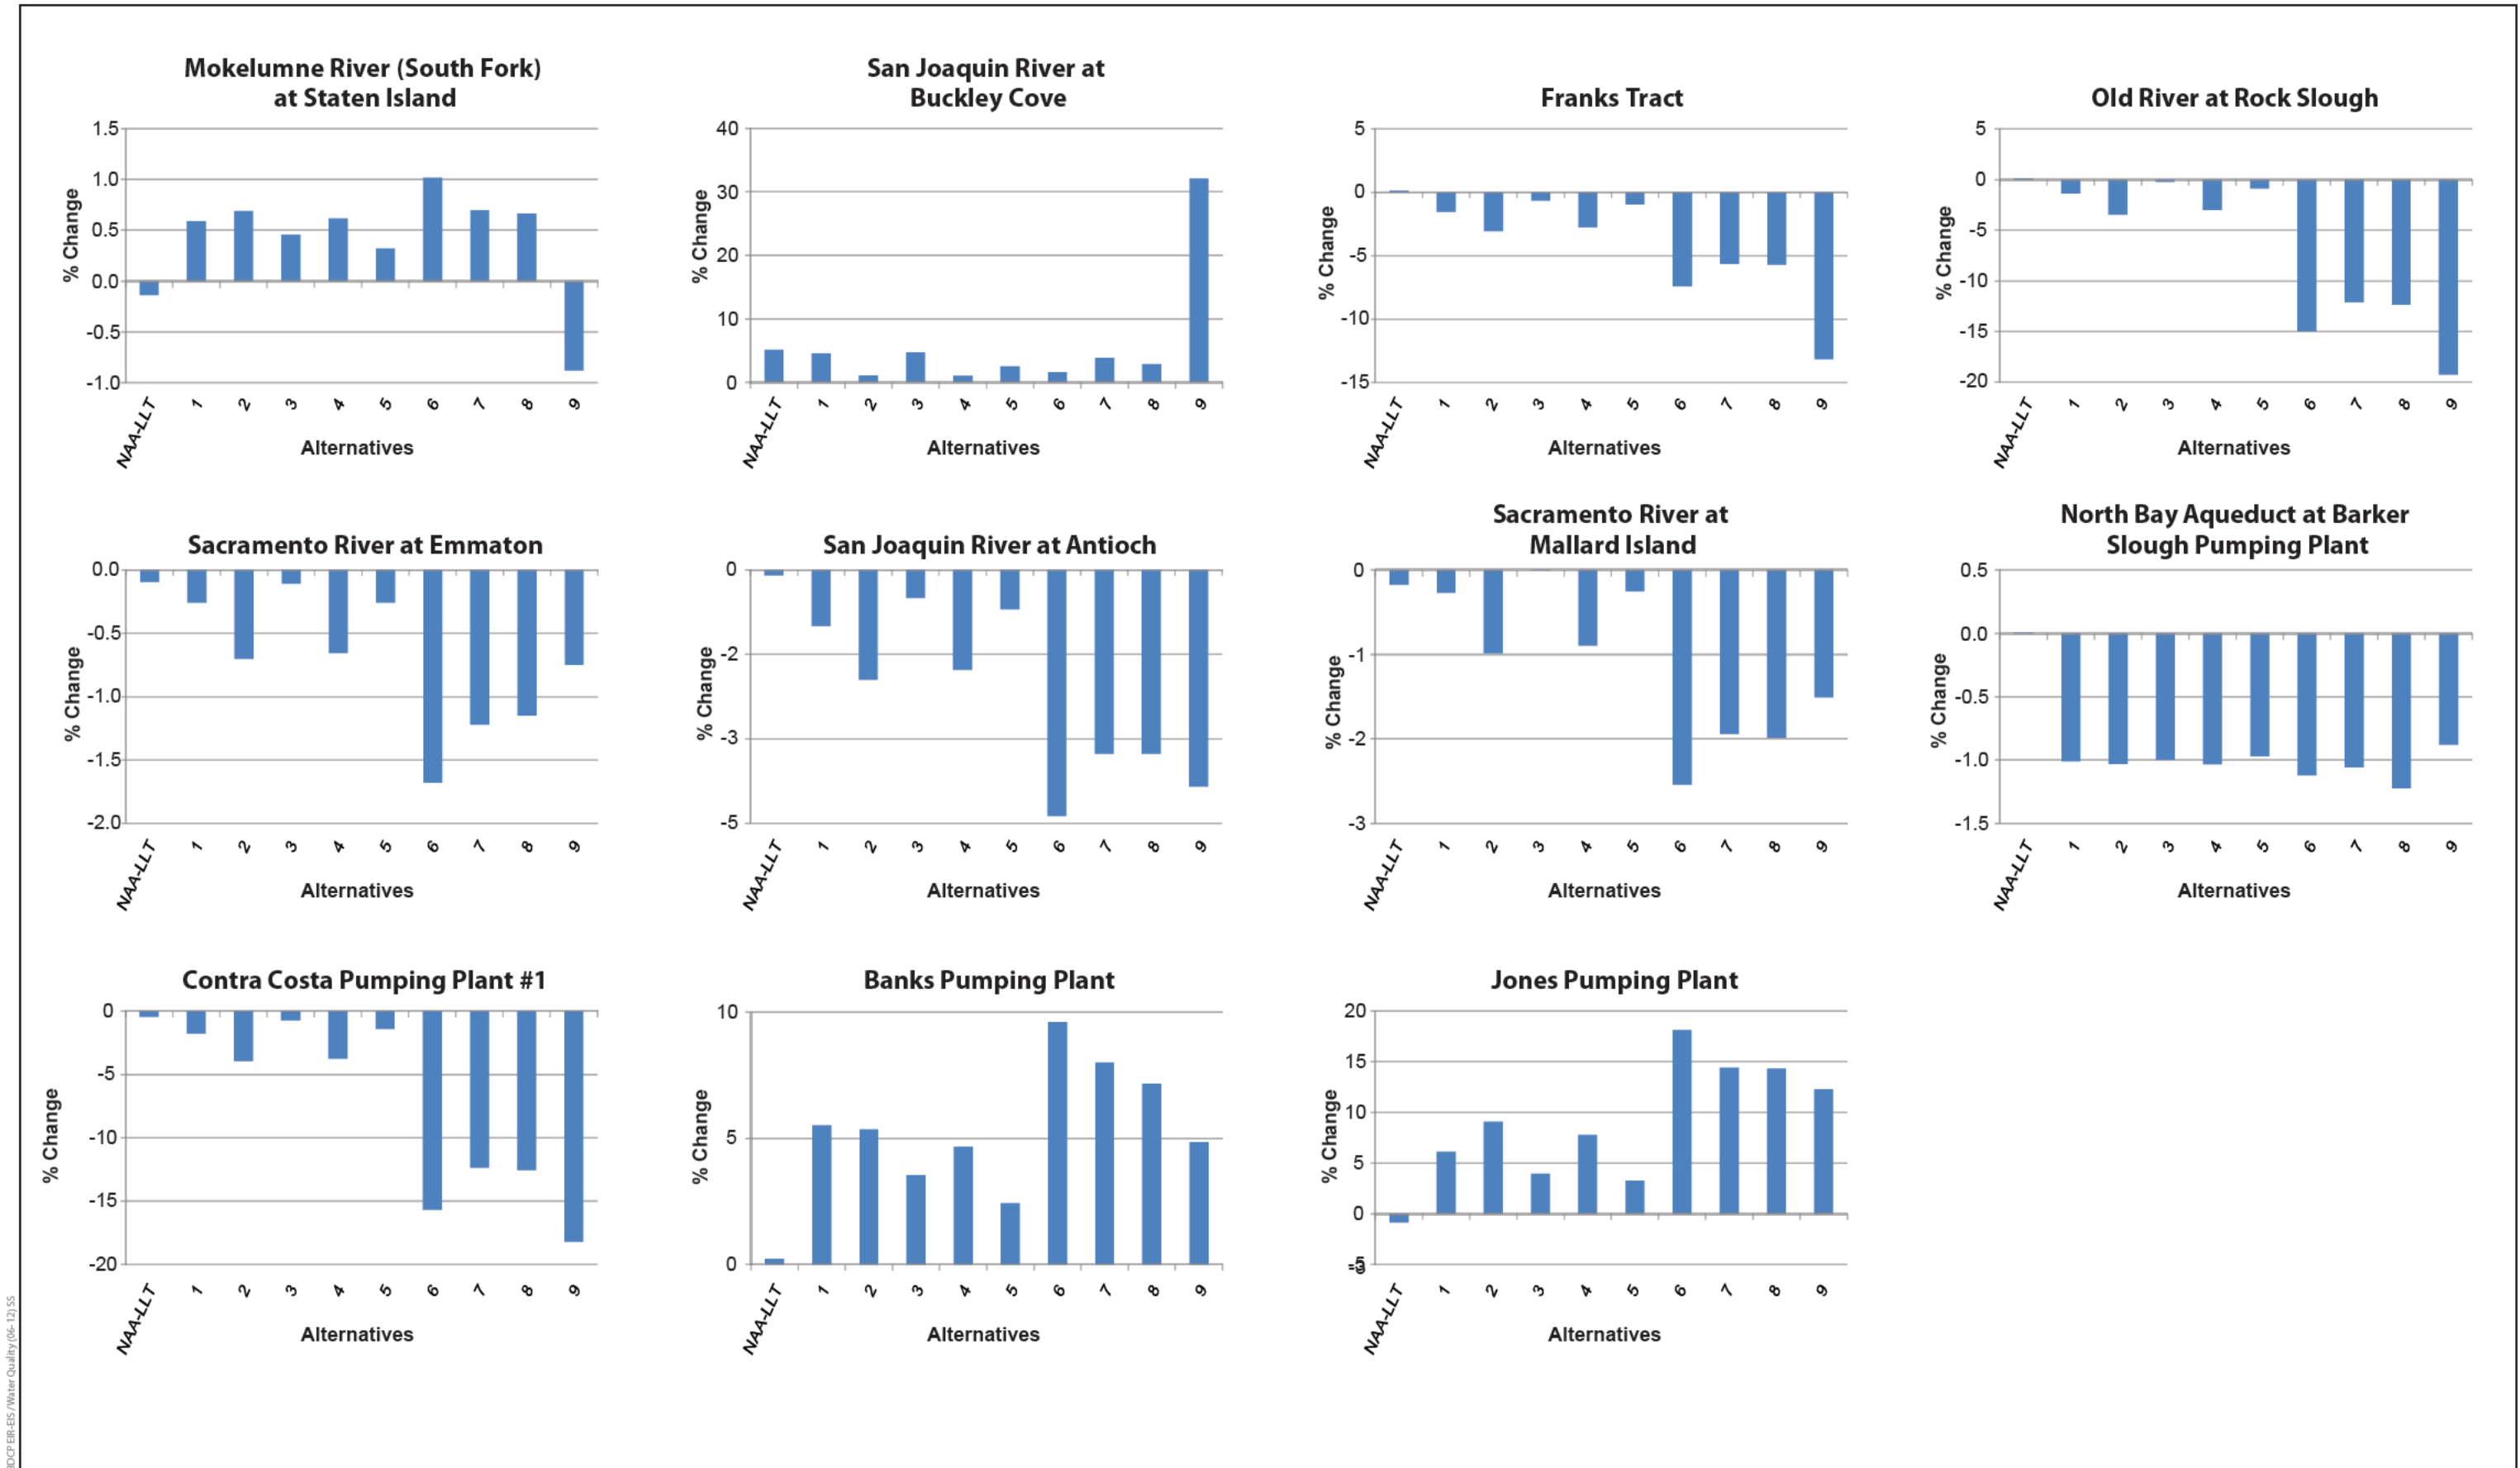 Mokelumne River (South Fork)
at Staten Island
1.5
1.0
0.5
0.0
-0.5
-1.0
% Change
NAA-LLT 1 2 3 4 5 6 7 8 9
Alternatives
San Joaquin River at
Buckley Cove
40
30
20
10
0
% Change
NAA-LLT 1 2 3 4 5 6 7 8 9
Alternatives
Franks Tract
5
0
-5
-10
-15
% Change
NAA-LLT 1 2 3 4 5 6 7 8 9
Alternatives
Old River at Rock Slough
5
0
-5
-10
-15
-20
% Change
NAA-LLT 1 2 3 4 5 6 7 8 9
Alternatives
Sacramento River at Emmaton
0.0
-0.5
-1.0
-1.5
-2.0
% Change
NAA-LLT 1 2 3 4 5 6 7 8 9
Alternatives
San Joaquin River at Antioch
0
-2
-3
-5
% Change
NAA-LLT 1 2 3 4 5 6 7 8 9
Alternatives
Sacramento River at
Mallard Island
0
-1
-2
-3
% Change
NAA-LLT 1 2 3 4 5 6 7 8 9
Alternatives
North Bay Aqueduct at Barker
Slough Pumping Plant
0.5
0.0
-0.5
-1.0
-1.5
% Change
NAA-LLT 1 2 3 4 5 6 7 8 9
Alternatives
Contra Costa Pumping Plant #1
0
-5
-10
-15
-20
% Change
NAA-LLT 1 2 3 4 5 6 7 8 9
Alternatives
Banks Pumping Plant
10
5
0
% Change
NAA-LLT 1 2 3 4 5 6 7 8 9
Alternatives
Jones Pumping Plant
20
15
10
5
0
% Change
NAA-LLT 1 2 3 4 5 6 7 8 9
Alternatives
EIR-EIS / Water Quality (06-12) SS